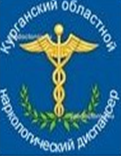 Курганский областной
наркологический диспансер